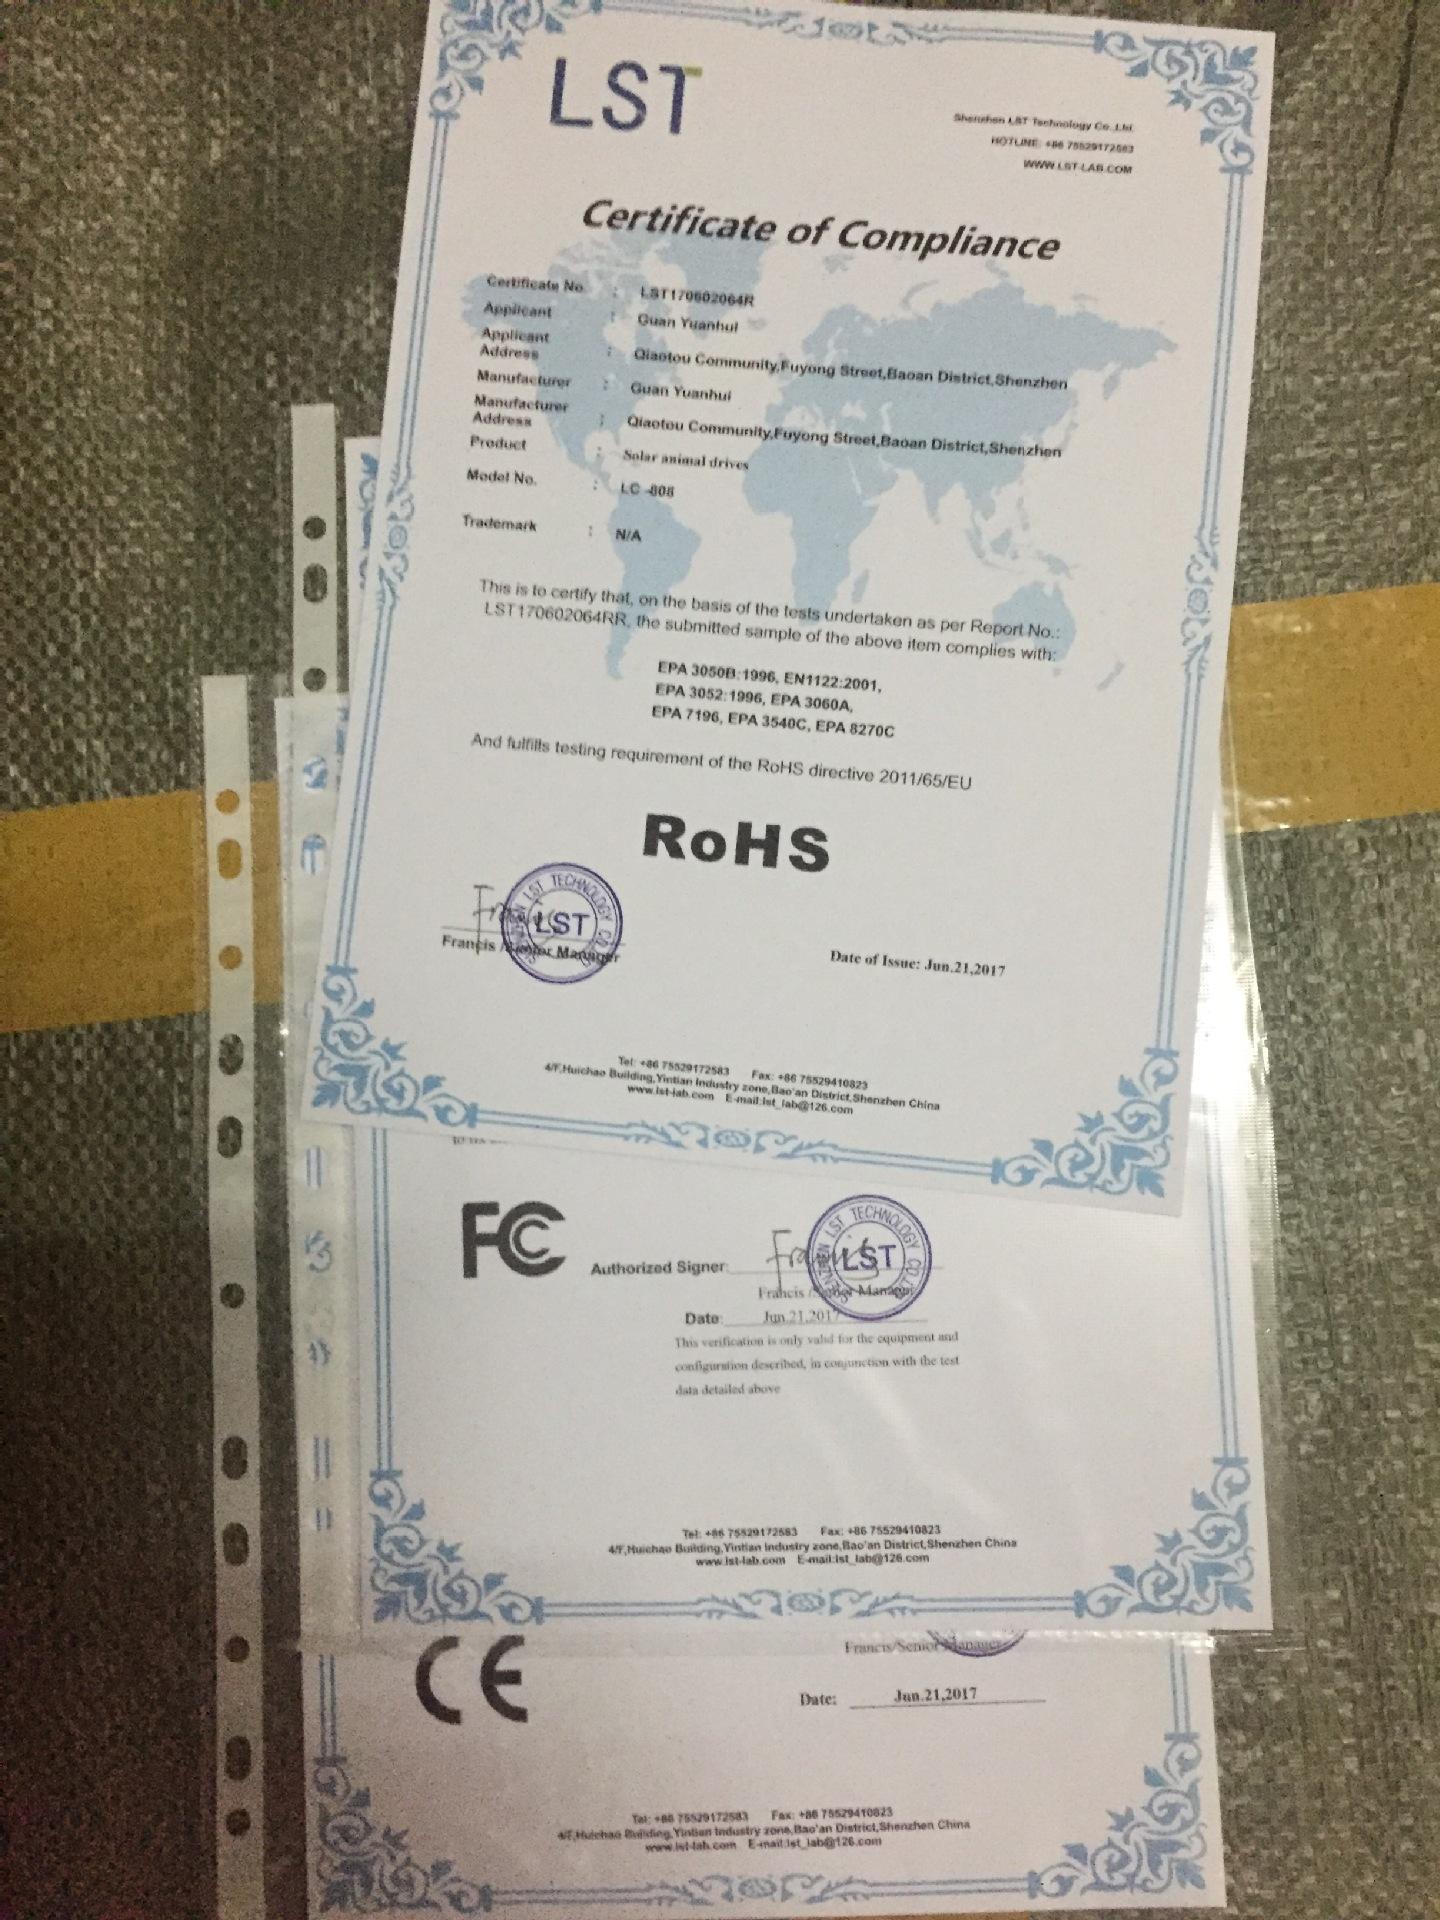 LST
Shenzhen LST Technology Co.,Ltd.
HOTLINE: +86 75529172583
WWW.LST-LAB.COM
Certificate of Compliance
Certificate No. : LST170602064R
Applicant : Guan Yuanhui
Applicant
Address : Qiaotou Community,Fuyong Street,Baoan District,Shenzhen
Manufacturer : Guan Yuanhui
Manufacturer
Address : Qiaotou Community,Fuyong Street,Baoan District,Shenzhen
Product : Solar animal drives
Model No. : LC -808
Trademark : N/A
This is to certify that, on the basis of the tests undertaken as per Report No.:
LST170602064RR, the submitted sample of the above item complies with:
EPA 3050B:1996, EN1122:2001,
EPA 3052:1996, EPA 3060A,
EPA 7196, EPA 3540C, EPA 8270C
And fulfills testing requirement of the RoHS directive 2011/65/EU
RoHS
SHENZHEN LST TECHNOLOGY CO.,LTD
LST
Francis /Senior Manager
Date of Issue: Jun.21,2017
Tel: +86 75529172583 Fax: +86 75529410823
4/F,Huichao Building,Yintian Industry zone,Bao'an District,Shenzhen China
www.lst-lab.com E-mail:lst_lab@126.com
FC
Authorized Signer:
SHENZHEN LST TECHNOLOGY CO.,LTD
LST
Francis /Senior Manager
Date: Jun.21,2017
This verification is only valid for the equipment and
configuration described, in conjunction with the test
data detailed above
Tel: +86 75529172583 Fax: +86 75529410823
4/F,Huichao Building,Yintian Industry zone,Bao'an District,Shenzhen China
www.lst-lab.com E-mail:lst_lab@126.com
CE
Francis/Senior Manager
Date: Jun.21,2017
Tel: +86 75529172583 Fax: +86 75529410823
4/F,Huichao Building,Yintian Industry zone,Bao'an District,Shenzhen China
www.lst-lab.com E-mail:lst_lab@126.com